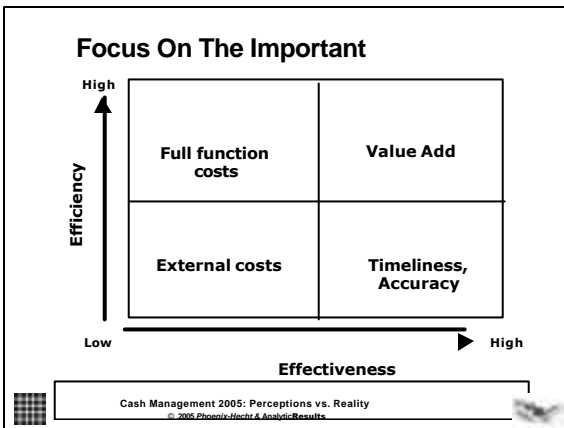 Focus On The Important
High
Efficiency
Full function
costs
Value Add
External costs
Timeliness,
Accuracy
Low
High
Effectiveness
Cash Management 2005: Perceptions vs. Reality
© 2005 Phoenix-Hecht & AnalyticResults